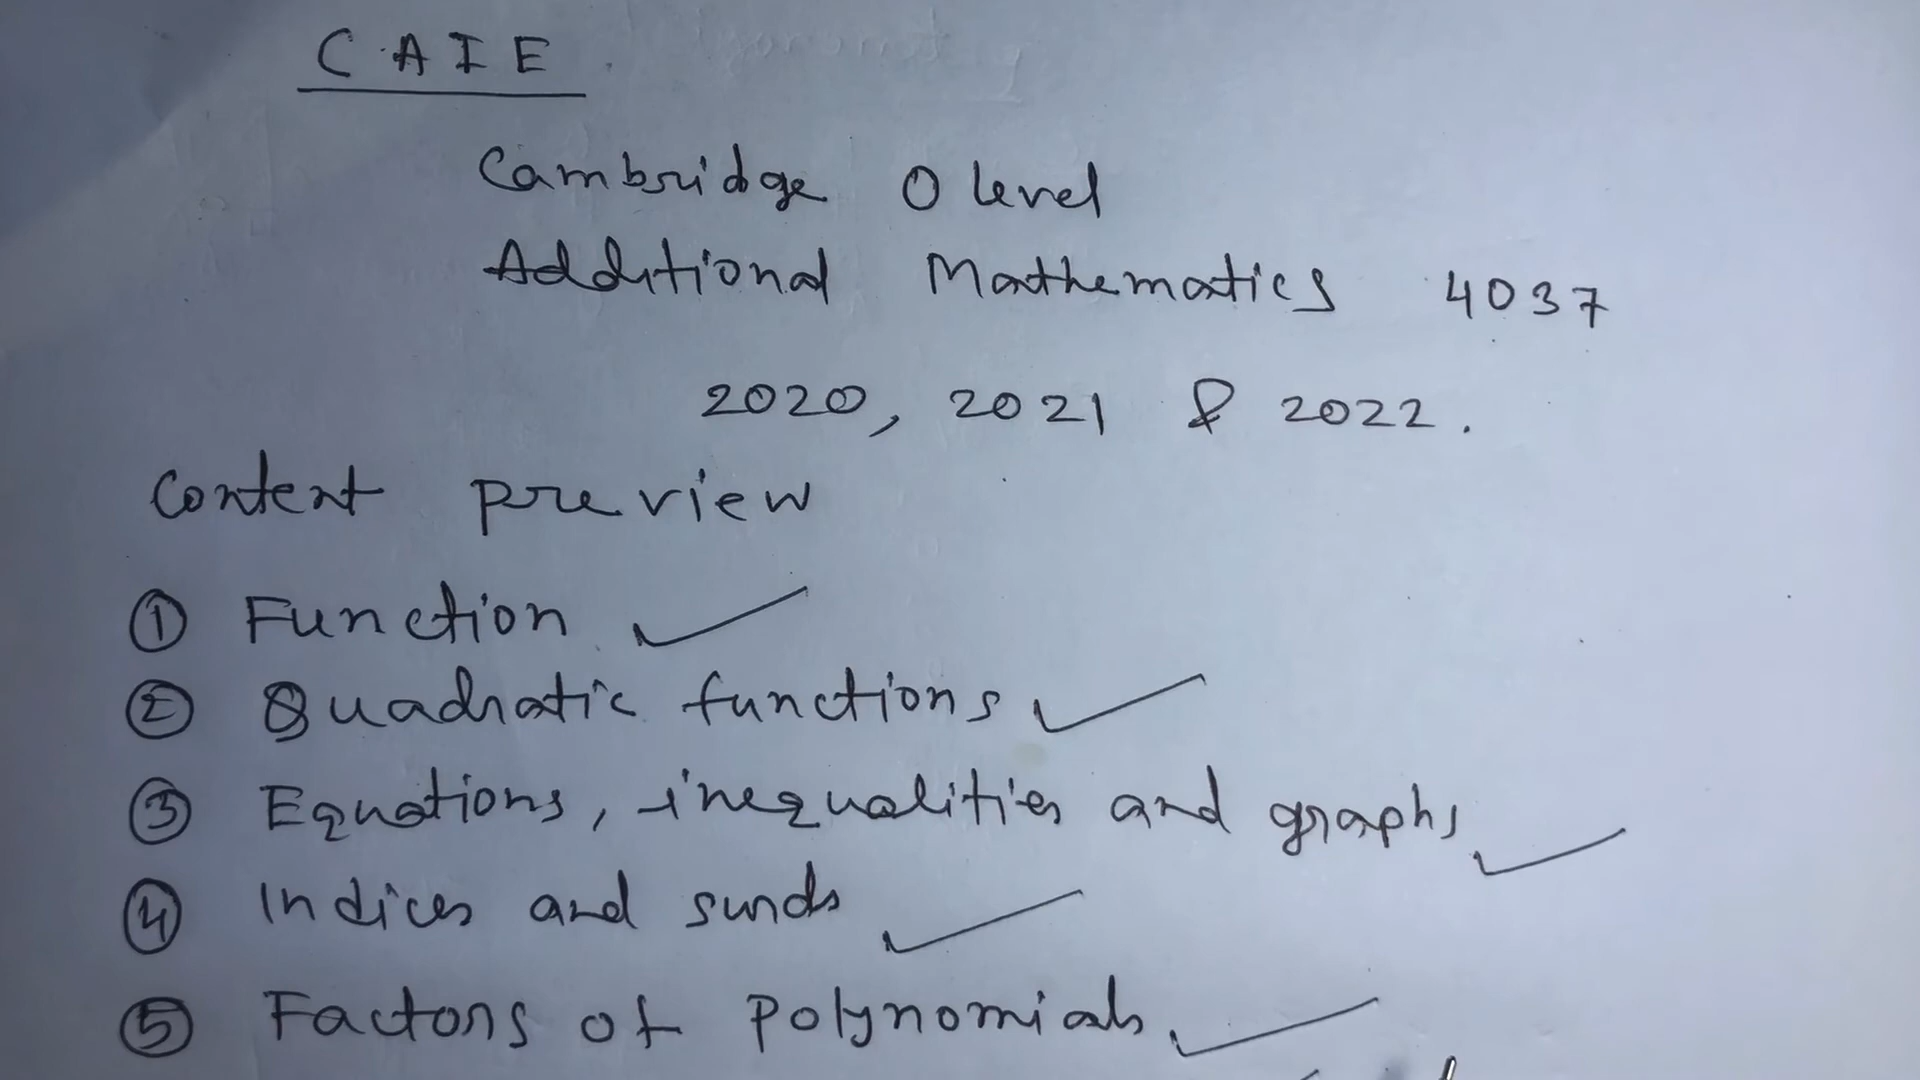 CAIE
Cambridge O level
Additional Mathematics 4037
2020, 2021 & 2022.
Content preview
① Function
② Quadratic functions
③ Equations, inequalities and graphs
④ Indices and surds
⑤ Factors of polynomials